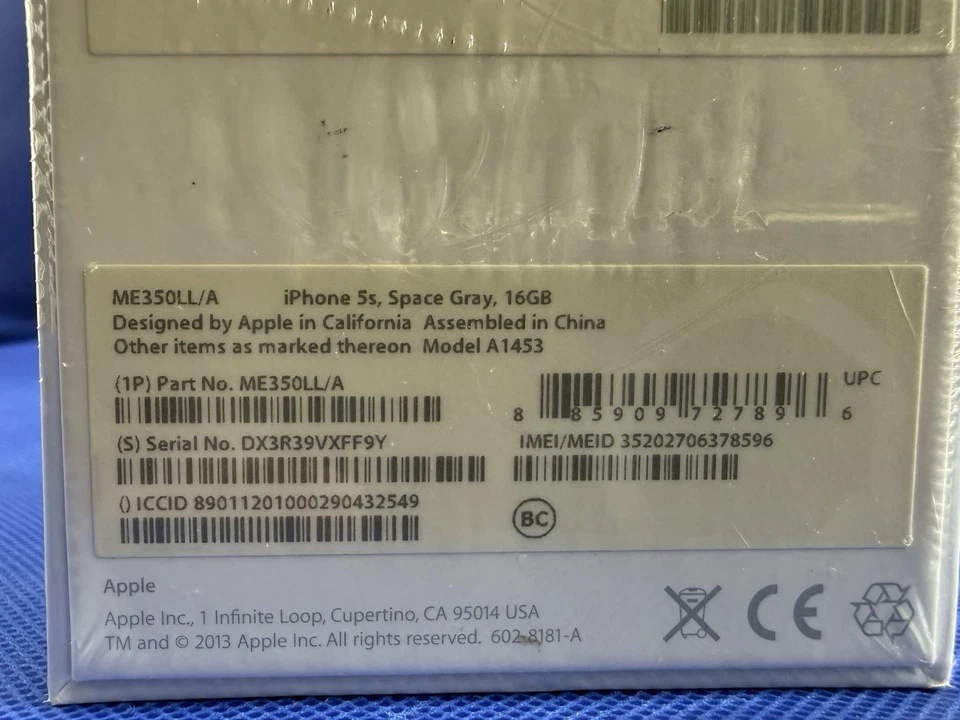 ME350LL/A iPhone 5s, Space Gray, 16GB
Designed by Apple in California Assembled in China
Other items as marked thereon Model A1453
(1P) Part No. ME350LL/A
UPC
8 85909 72789 6
(S) Serial No. DX3R39VXFF9Y
IMEI/MEID 35202706378596
() ICCID 89011201000290432549
BC
Apple
Apple Inc., 1 Infinite Loop, Cupertino, CA 95014 USA
TM and © 2013 Apple Inc. All rights reserved. 602-8181-A
CE